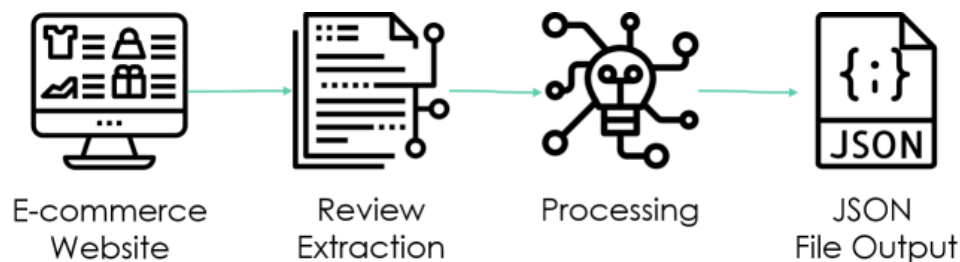 {;}
JSON
E-commerce
Website
Review
Extraction
Processing
JSON
File Output